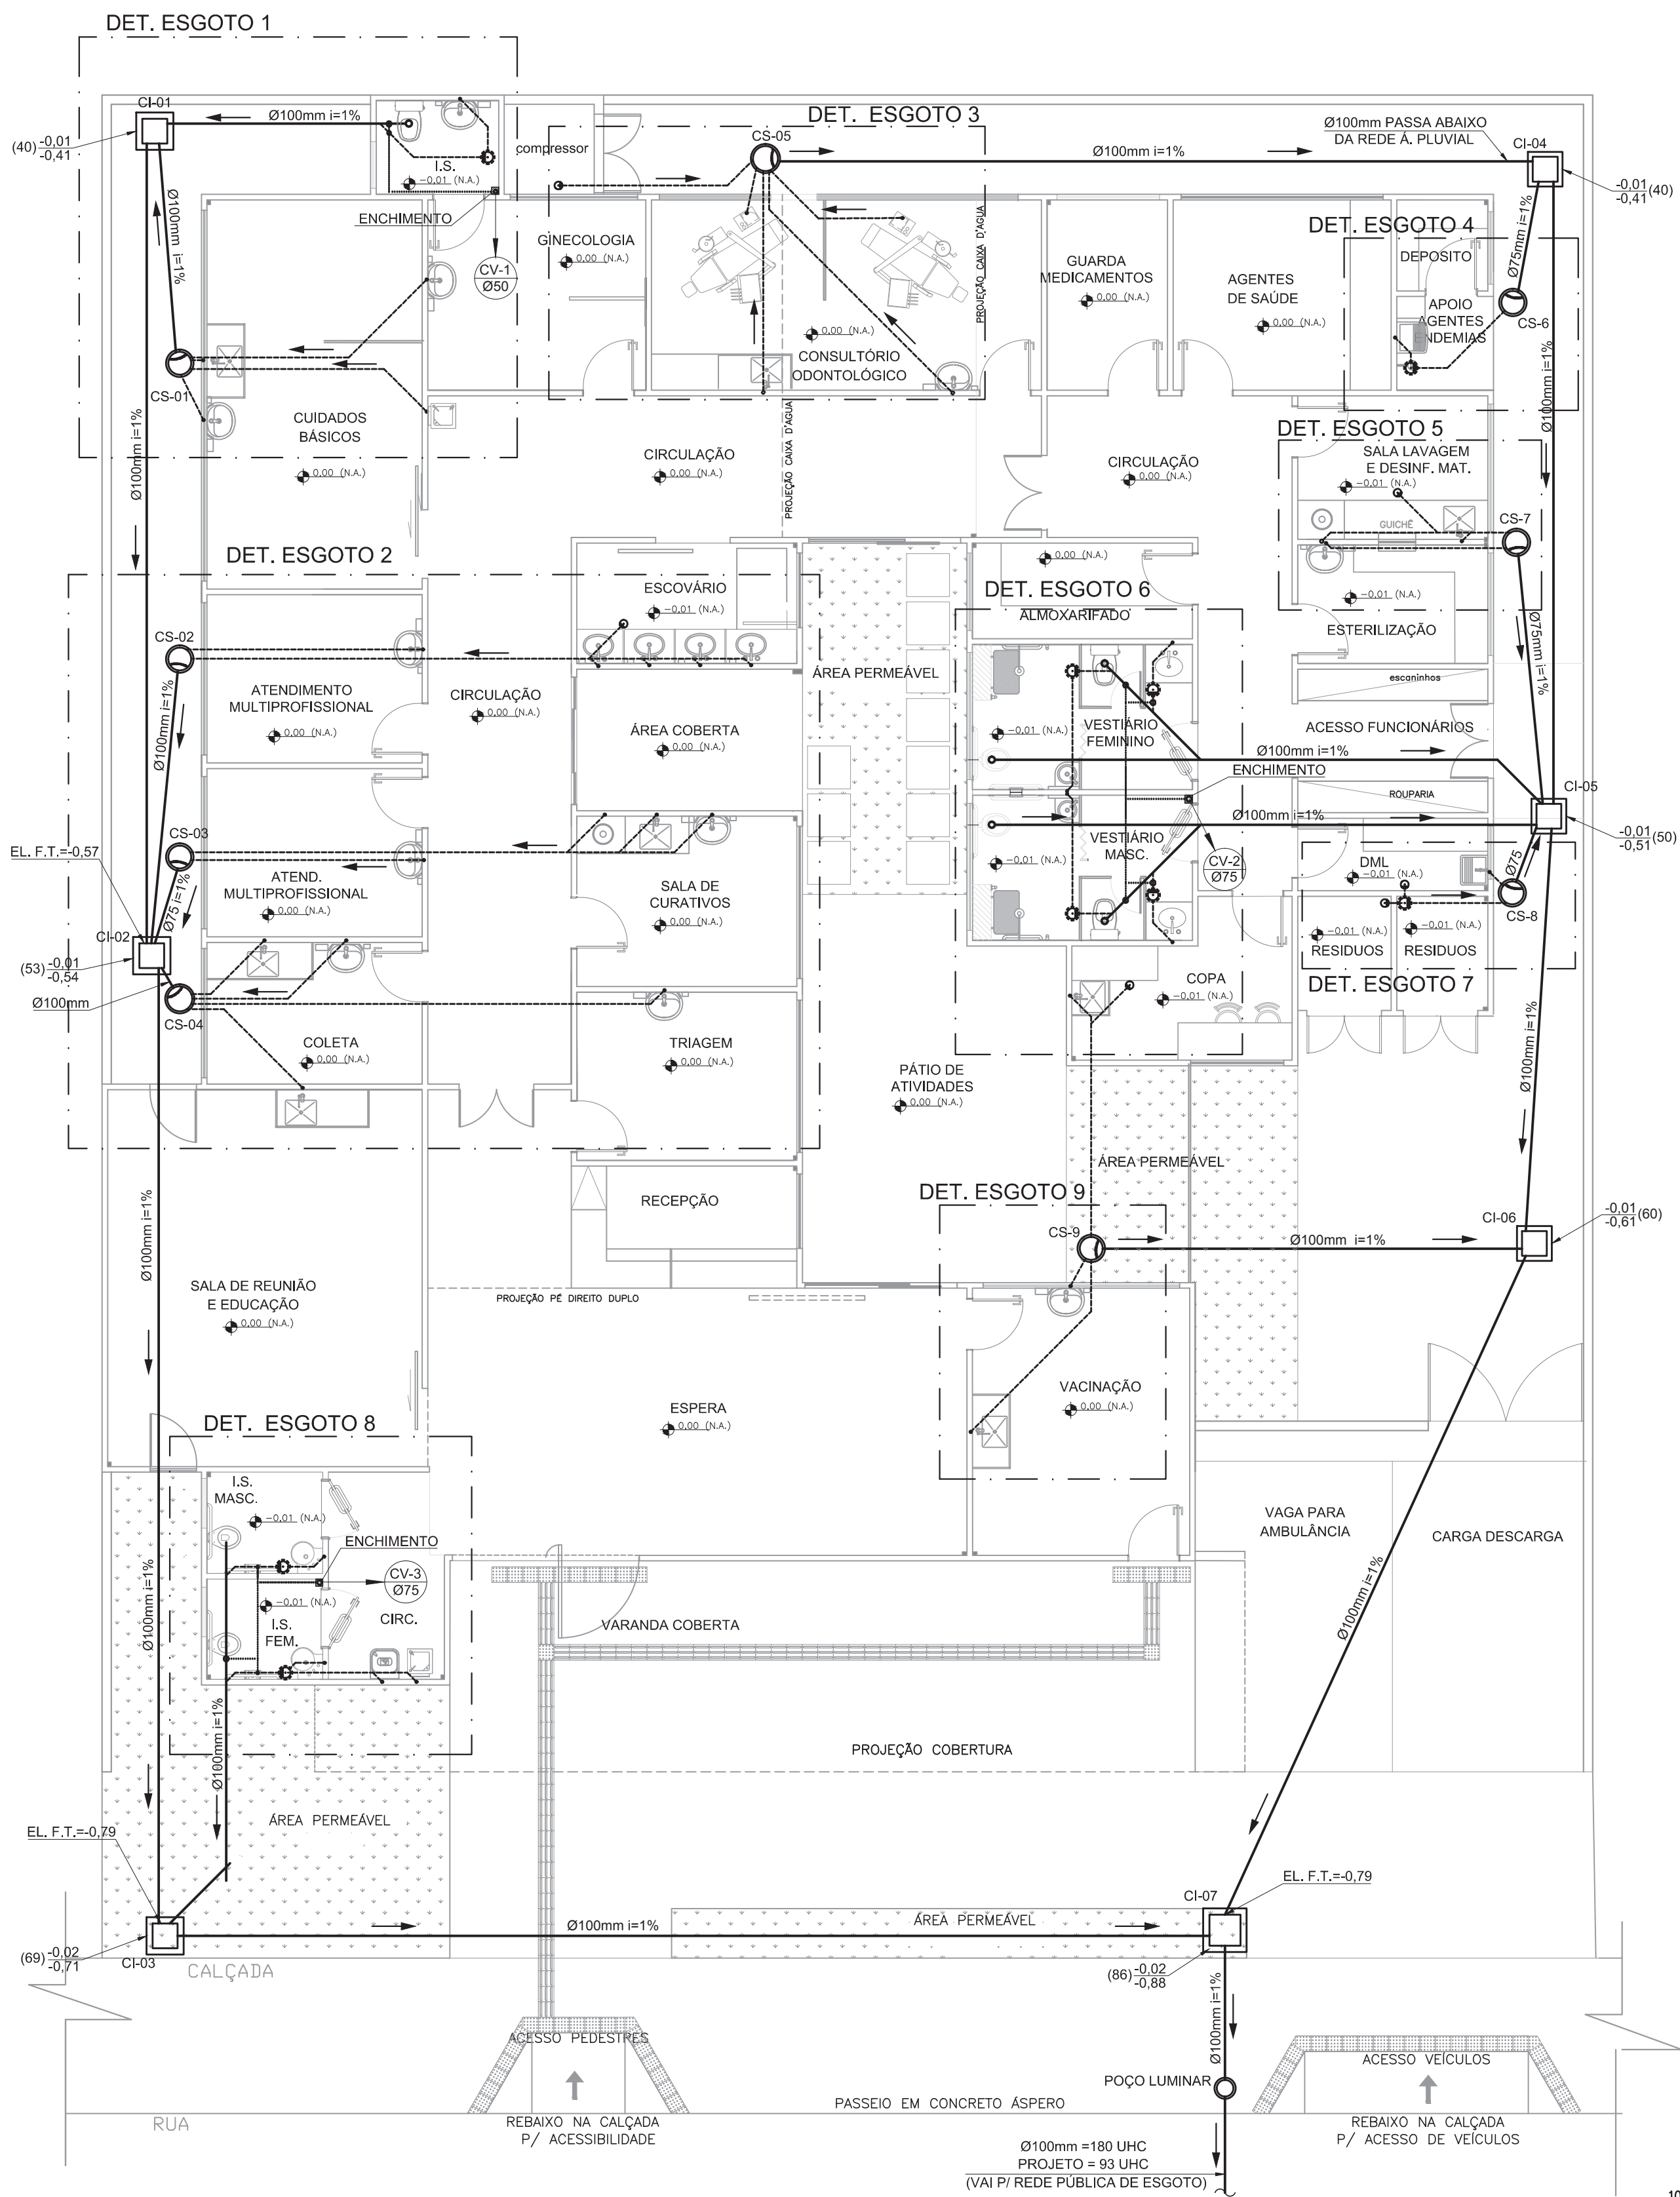 DET. ESGOTO 1
CI-01
Ø100mm i=1%
(40) -0,01
-0,41
I.S.
-0.01 (N.A.)
compressor
DET. ESGOTO 3
CS-05
Ø100mm i=1%
Ø100mm PASSA ABAIXO
DA REDE Á. PLUVIAL
CI-04
-0,01 (40)
-0,41
Ø100mm i=1%
ENCHIMENTO
CV-1
Ø50
GINECOLOGIA
0.00 (N.A.)
PROJEÇÃO CAIXA D'AGUA
GUARDA
MEDICAMENTOS
0.00 (N.A.)
AGENTES
DE SAÚDE
0.00 (N.A.)
DET. ESGOTO 4
Ø75mm i=1%
DEPOSITO
APOIO
AGENTES
ENDEMIAS
CS-6
0.00 (N.A.)
CONSULTÓRIO
ODONTOLÓGICO
CS-01
CUIDADOS
BÁSICOS
0.00 (N.A.)
Ø100mm i=1%
Ø100mm i=1%
CIRCULAÇÃO
0.00 (N.A.)
PROJEÇÃO CAIXA D'AGUA
CIRCULAÇÃO
0.00 (N.A.)
DET. ESGOTO 5
SALA LAVAGEM
E DESINF. MAT.
-0.01 (N.A.)
GUICHÊ
CS-7
DET. ESGOTO 2
ESCOVÁRIO
-0.01 (N.A.)
0.00 (N.A.)
DET. ESGOTO 6
ALMOXARIFADO
-0.01 (N.A.)
ESTERILIZAÇÃO
Ø75mm i=1%
CS-02
Ø100mm i=1%
ATENDIMENTO
MULTIPROFISSIONAL
0.00 (N.A.)
CIRCULAÇÃO
0.00 (N.A.)
ÁREA COBERTA
0.00 (N.A.)
ÁREA PERMEÁVEL
-0.01 (N.A.)
VESTIÁRIO
FEMININO
escaninhos
ACESSO FUNCIONÁRIOS
Ø100mm i=1%
ENCHIMENTO
CI-05
ROUPARIA
Ø100mm i=1%
-0,01 (50)
-0,51
CS-03
EL. F.T.=-0,57
Ø75 i=1%
ATEND.
MULTIPROFISSIONAL
0.00 (N.A.)
SALA DE
CURATIVOS
0.00 (N.A.)
VESTIÁRIO
MASC.
-0.01 (N.A.)
CV-2
Ø75
DML
-0.01 (N.A.)
Ø75
CS-8
CI-02
(53) -0,01
-0,54
Ø100mm
CS-04
-0.01 (N.A.)
RESIDUOS
-0.01 (N.A.)
RESIDUOS
DET. ESGOTO 7
COPA
-0.01 (N.A.)
COLETA
0.00 (N.A.)
TRIAGEM
0.00 (N.A.)
PÁTIO DE
ATIVIDADES
0.00 (N.A.)
Ø100mm i=1%
ÁREA PERMEÁVEL
Ø100mm i=1%
RECEPÇÃO
DET. ESGOTO 9
CS-9
Ø100mm i=1%
CI-06
-0,01 (60)
-0,61
SALA DE REUNIÃO
E EDUCAÇÃO
0.00 (N.A.)
PROJEÇÃO PÉ DIREITO DUPLO
ESPERA
0.00 (N.A.)
VACINAÇÃO
0.00 (N.A.)
DET. ESGOTO 8
I.S.
MASC.
-0.01 (N.A.)
ENCHIMENTO
CV-3
Ø75
-0.01 (N.A.)
I.S.
FEM.
CIRC.
Ø100mm i=1%
VAGA PARA
AMBULÂNCIA
CARGA DESCARGA
Ø100mm i=1%
VARANDA COBERTA
Ø100mm i=1%
PROJEÇÃO COBERTURA
ÁREA PERMEÁVEL
EL. F.T.=-0,79
EL. F.T.=-0,79
CI-07
Ø100mm i=1%
ÁREA PERMEÁVEL
(69) -0,02
-0,71
CI-03
CALÇADA
(86) -0,02
-0,88
Ø100mm i=1%
ACESSO PEDESTRES
ACESSO VEÍCULOS
POÇO LUMINAR
PASSEIO EM CONCRETO ÁSPERO
RUA
REBAIXO NA CALÇADA
P/ ACESSIBILIDADE
REBAIXO NA CALÇADA
P/ ACESSO DE VEÍCULOS
Ø100mm =180 UHC
PROJETO = 93 UHC
(VAI P/ REDE PÚBLICA DE ESGOTO)
10